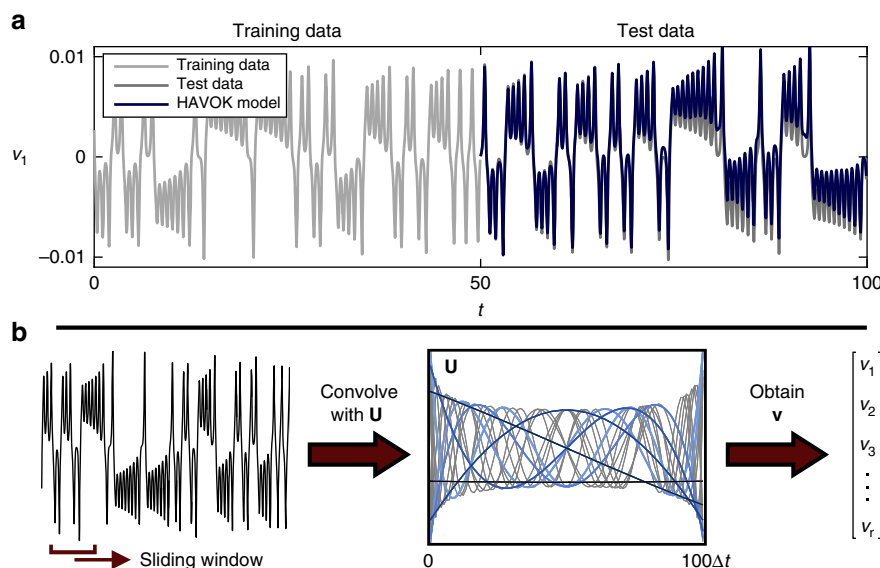 a
Training data
Test data
0.01
Training data
Test data
HAVOK model
v1
0
−0.01
0
50
100
t
b
Convolve
with U
U
Obtain
v
v1
v2
v3
vr
Sliding window
0
100Δt